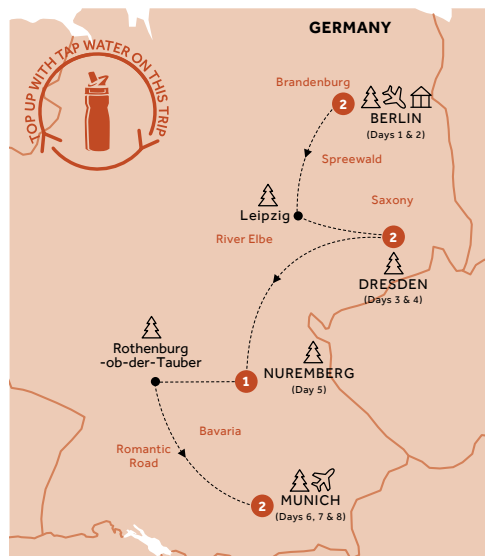 GERMANY
TOP UP WITH TAP WATER ON THIS TRIP
Brandenburg
2
BERLIN
(Days 1 & 2)
Spreewald
Saxony
Leipzig
River Elbe
2
DRESDEN
(Days 3 & 4)
Rothenburg
-ob-der-Tauber
1
NUREMBERG
(Day 5)
Bavaria
Romantic
Road
2
MUNICH
(Days 6, 7 & 8)